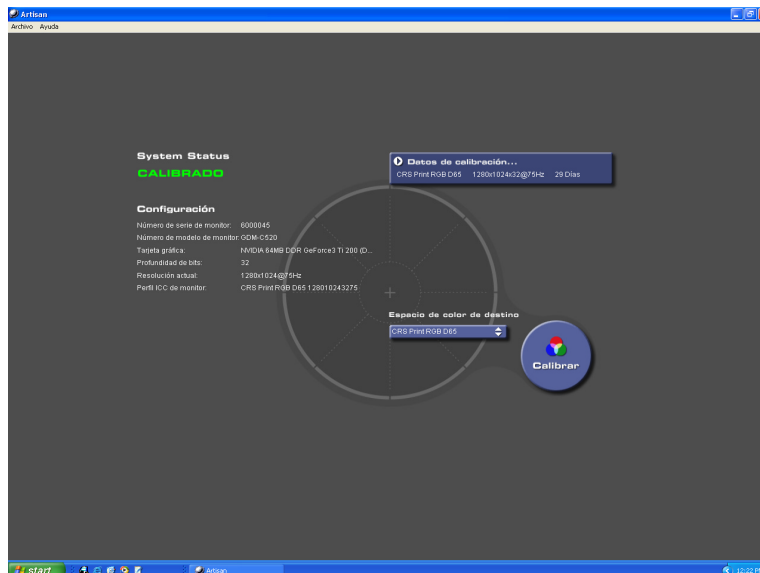 Artisan
Archivo Ayuda
System Status
CALIBRADO
Datos de calibración...
CRS Print RGB D65 1280x1024x32@75Hz 29 Días
Configuración
Número de serie de monitor: 6000045
Número de modelo de monitor: GDM-C520
Tarjeta gráfica: NVIDIA 64MB DDR GeForce3 Ti 200 (D...
Profundidad de bits: 32
Resolución actual: 1280x1024@75Hz
Perfil ICC de monitor: CRS Print RGB D65 128010243275
Espacio de color de destino
CRS Print RGB D65
Calibrar
start Artisan 12:22 P